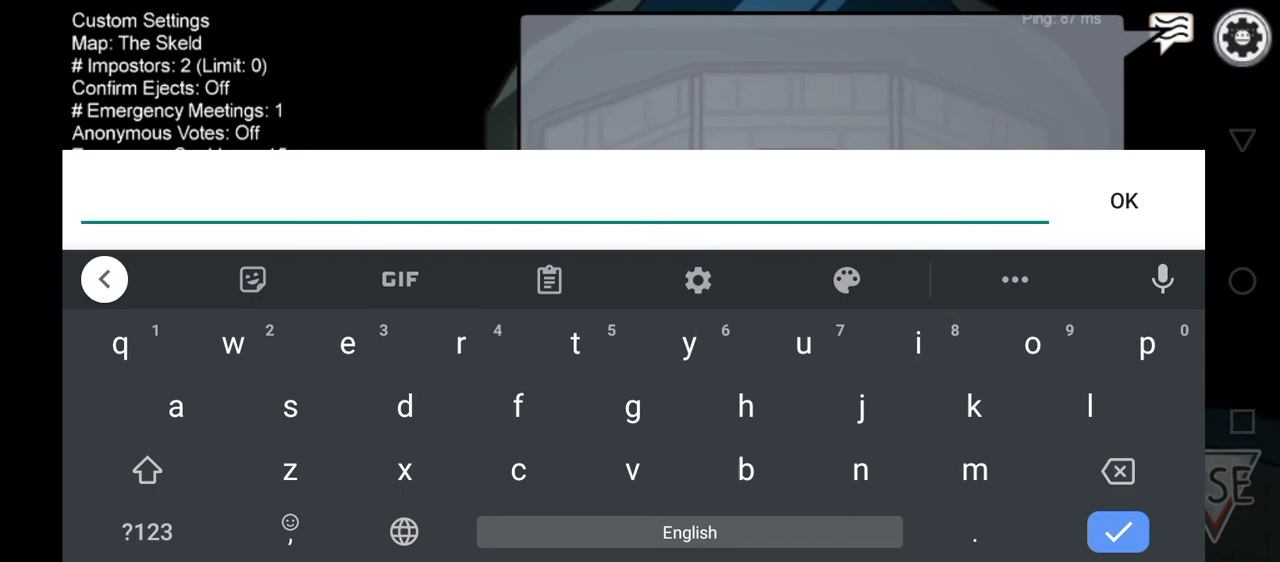 Custom Settings
Map: The Skeld
# Impostors: 2 (Limit: 0)
Confirm Ejects: Off
# Emergency Meetings: 1
Anonymous Votes: Off
Ping: 87 ms
OK
GIF
q 1 w 2 e 3 r 4 t 5 y 6 u 7 i 8 o 9 p 0
a s d f g h j k l
z x c v b n m
?123 , English .